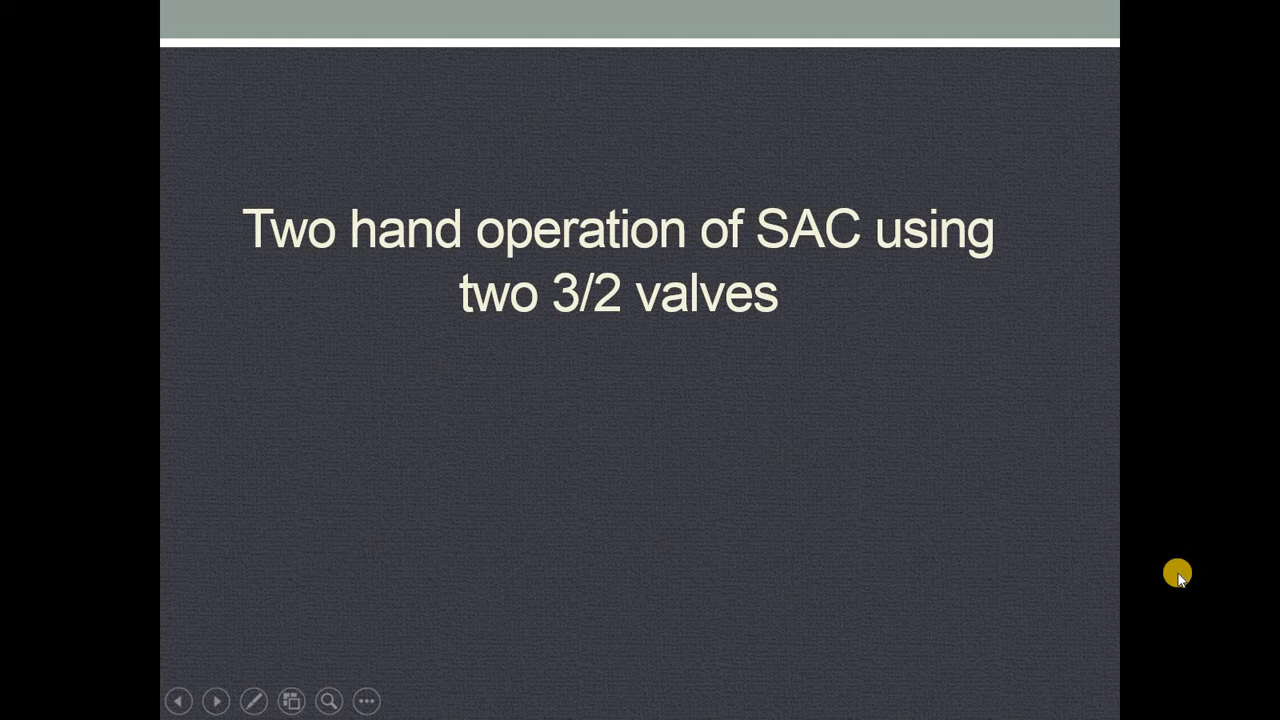 Two hand operation of SAC using
two 3/2 valves